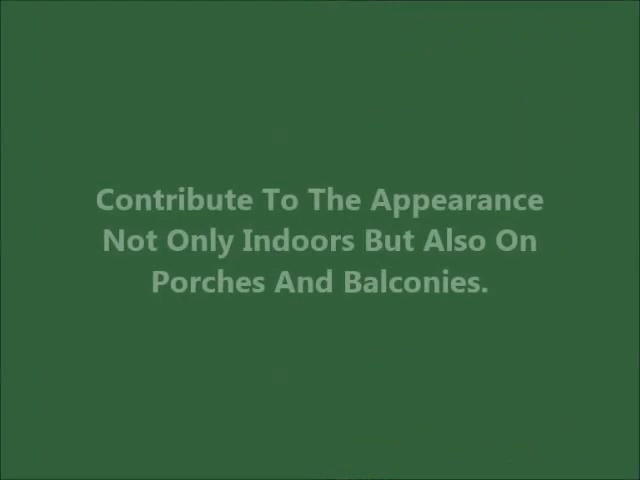 Contribute To The Appearance
Not Only Indoors But Also On
Porches And Balconies.